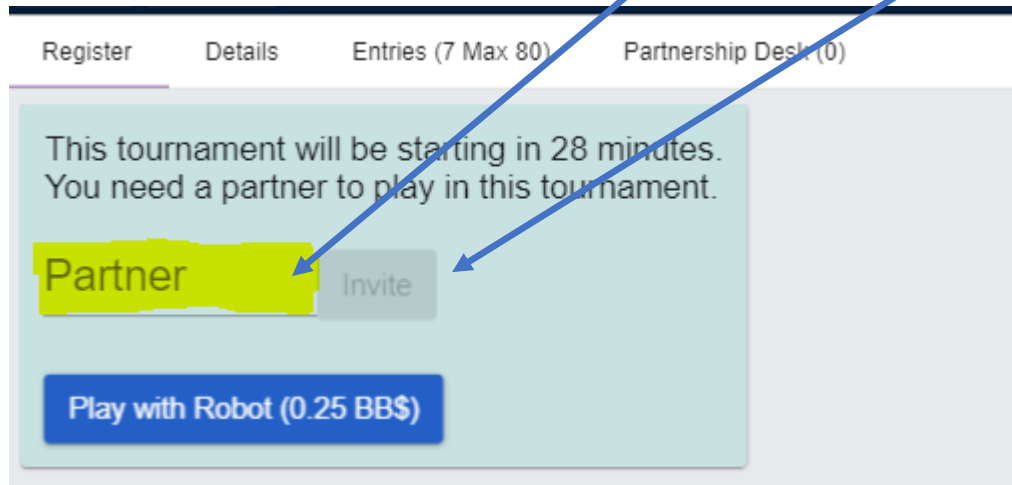 Register Details Entries (7 Max 80) Partnership Desk (0)
This tournament will be starting in 28 minutes.
You need a partner to play in this tournament.
Partner Invite
Play with Robot (0.25 BB$)